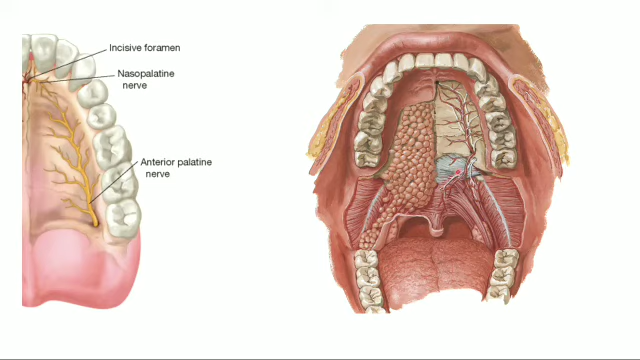 Incisive foramen
Nasopalatine
nerve
Anterior palatine
nerve